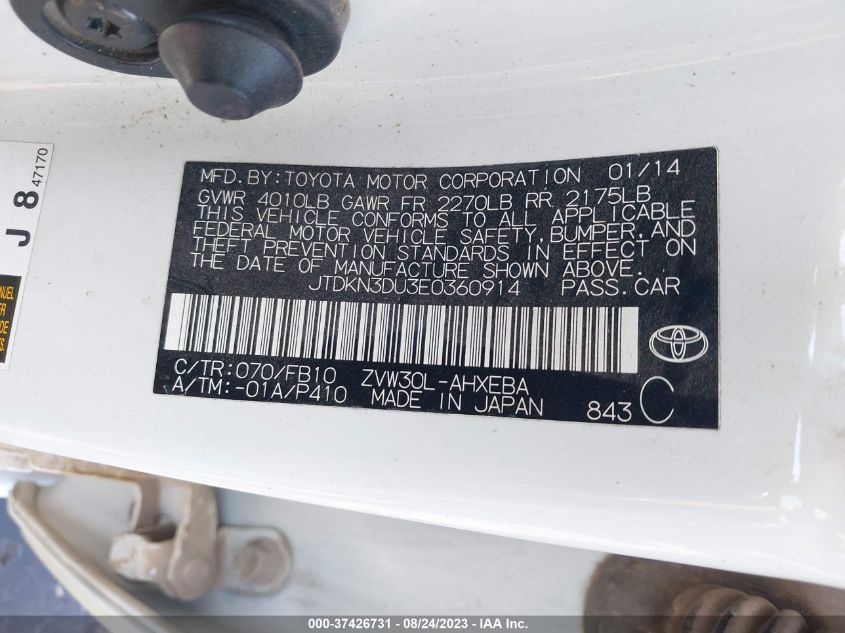 MFD. BY: TOYOTA MOTOR CORPORATION 01/14
GVWR 4010LB GAWR FR 2270LB RR 2175LB
THIS VEHICLE CONFORMS TO ALL APPLICABLE
FEDERAL MOTOR VEHICLE SAFETY, BUMPER, AND
THEFT PREVENTION STANDARDS IN EFFECT ON
THE DATE OF MANUFACTURE SHOWN ABOVE.
JTDKN3DU3E0360914 PASS. CAR
C/TR: 070/FB10 ZVW30L-AHXEBA
A/TM: -01A/P410 MADE IN JAPAN 843 C
J 8 47170
000-37426731 - 08/24/2023 - IAA Inc.